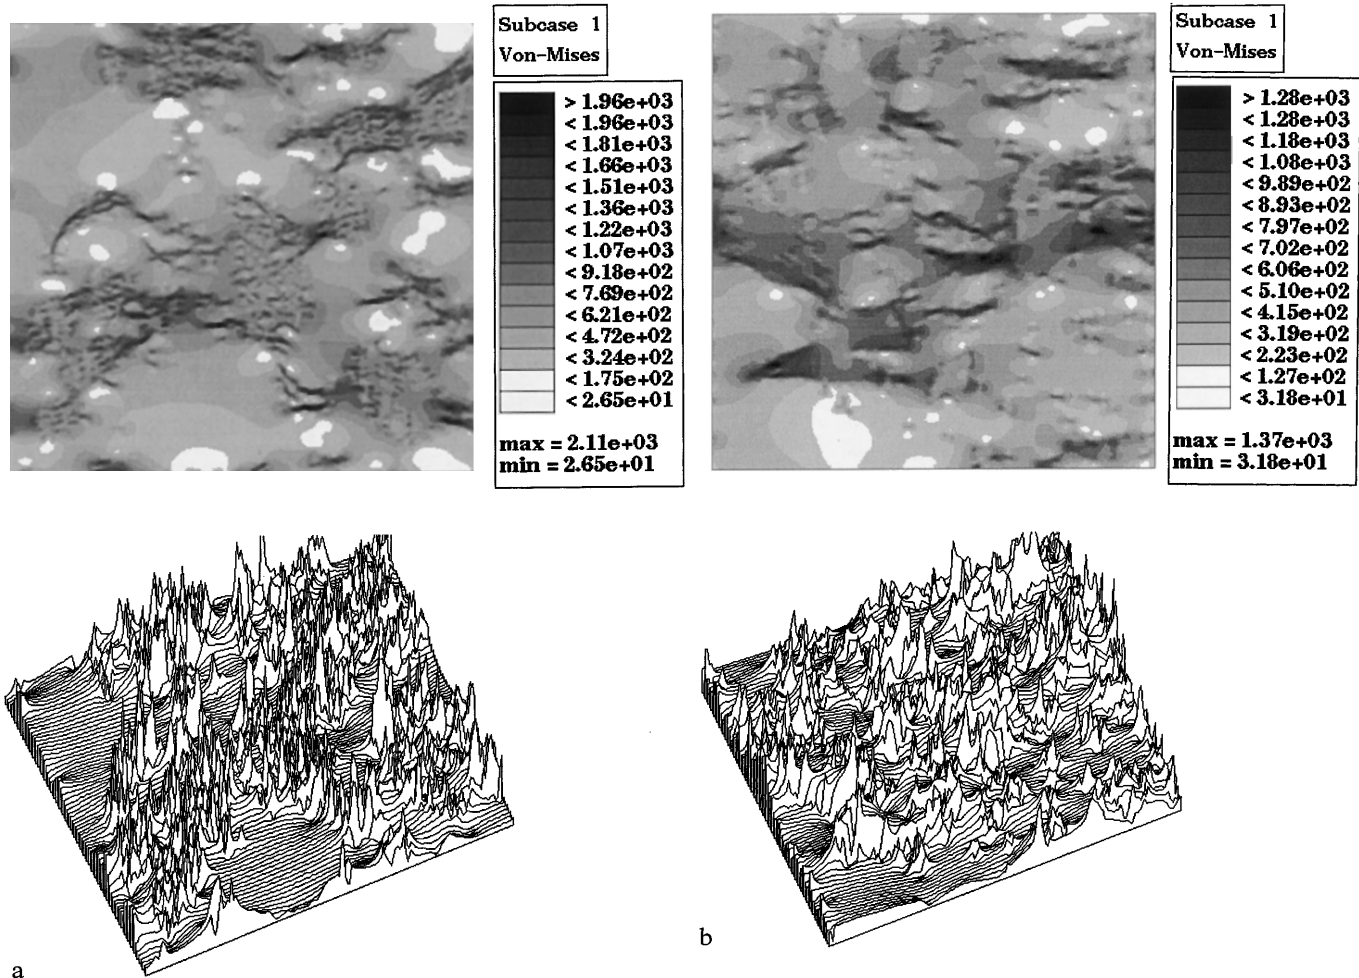 Subcase 1
Von-Mises
> 1.96e+03
< 1.96e+03
< 1.81e+03
< 1.66e+03
< 1.51e+03
< 1.36e+03
< 1.22e+03
< 1.07e+03
< 9.18e+02
< 7.69e+02
< 6.21e+02
< 4.72e+02
< 3.24e+02
< 1.75e+02
< 2.65e+01
max = 2.11e+03
min = 2.65e+01
Subcase 1
Von-Mises
> 1.28e+03
< 1.28e+03
< 1.18e+03
< 1.08e+03
< 9.89e+02
< 8.93e+02
< 7.97e+02
< 7.02e+02
< 6.06e+02
< 5.10e+02
< 4.15e+02
< 3.19e+02
< 2.23e+02
< 1.27e+02
< 3.18e+01
max = 1.37e+03
min = 3.18e+01
a
b